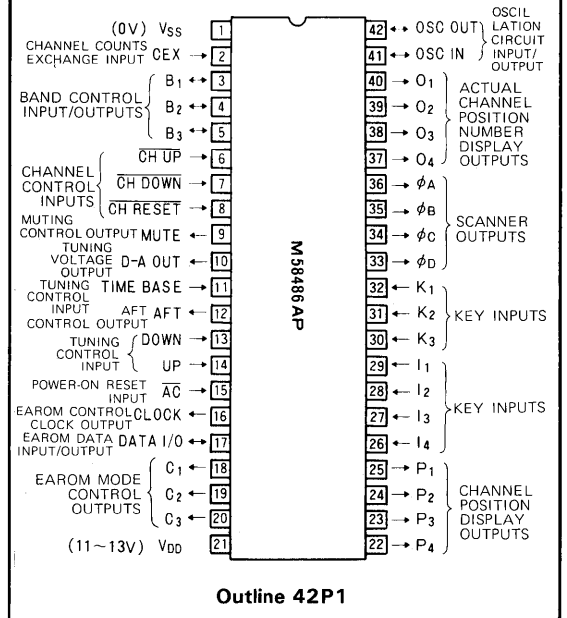 (0V) VSS 1
CHANNEL COUNTS
EXCHANGE INPUT CEX → 2
BAND CONTROL
INPUT/OUTPUTS
B1 ↔ 3
B2 ↔ 4
B3 ↔ 5
CHANNEL
CONTROL
INPUTS
CH UP → 6
CH DOWN → 7
CH RESET → 8
MUTING
CONTROL OUTPUT MUTE ← 9
TUNING
VOLTAGE
OUTPUT
D-A OUT ← 10
TUNING
CONTROL
INPUT
TIME BASE → 11
AFT
CONTROL OUTPUT
AFT ← 12
TUNING
CONTROL
INPUT
DOWN → 13
UP → 14
POWER-ON RESET
INPUT
AC → 15
EAROM CONTROL
CLOCK OUTPUT
CLOCK ← 16
EAROM DATA
INPUT/OUTPUT
DATA I/O ↔ 17
EAROM MODE
CONTROL
OUTPUTS
C1 ← 18
C2 ← 19
C3 ← 20
(11~13V) VDD 21
M58486AP
42 ↔ OSC OUT
41 ↔ OSC IN
OSCIL
LATION
CIRCUIT
INPUT/
OUTPUT
40 → O1
39 → O2
38 → O3
37 → O4
ACTUAL
CHANNEL
POSITION
NUMBER
DISPLAY
OUTPUTS
36 → ϕA
35 → ϕB
34 → ϕC
33 → ϕD
SCANNER
OUTPUTS
32 ← K1
31 ← K2
30 ← K3
KEY INPUTS
29 ← I1
28 ← I2
27 ← I3
26 ← I4
KEY INPUTS
25 → P1
24 → P2
23 → P3
22 → P4
CHANNEL
POSITION
DISPLAY
OUTPUTS
Outline 42P1